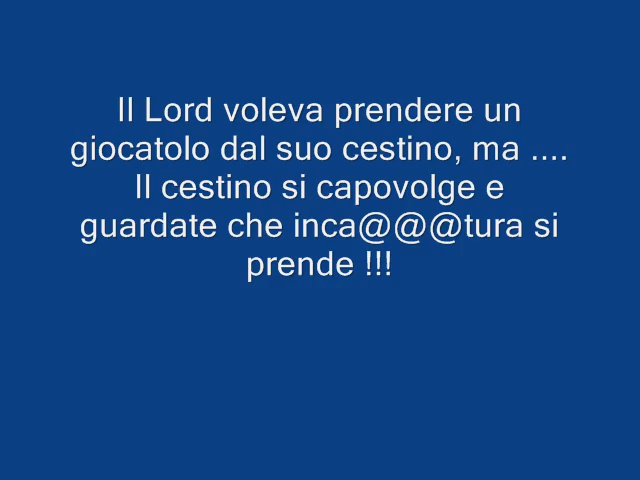 Il Lord voleva prendere un
giocatolo dal suo cestino, ma ....
Il cestino si capovolge e
guardate che inca@@@tura si
prende !!!